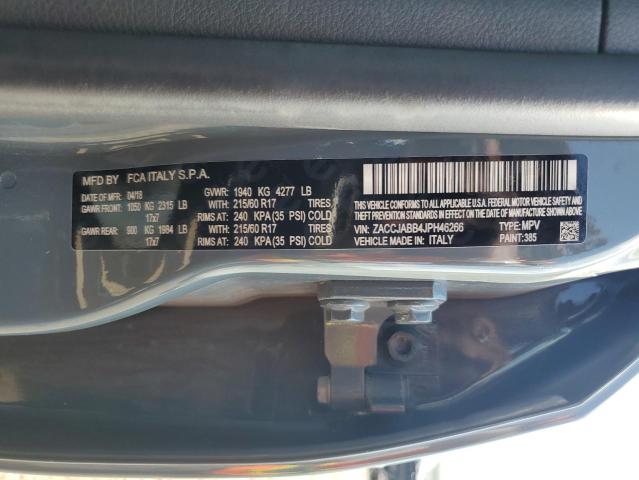 MFD BY FCA ITALY S.P.A.
DATE OF MFR: 04/18 GVWR: 1940 KG 4277 LB
GAWR FRONT: 1050 KG 2315 LB WITH: 215/60 R17 TIRES
17x7 RIMS AT: 240 KPA (35 PSI) COLD
GAWR REAR: 900 KG 1984 LB WITH: 215/60 R17 TIRES
17x7 RIMS AT: 240 KPA (35 PSI) COLD
THIS VEHICLE CONFORMS TO ALL APPLICABLE
U.S.A. FEDERAL MOTOR VEHICLE SAFETY,
BUMPER, AND THEFT PREVENTION STANDARDS
IN EFFECT ON THE DATE OF MANUFACTURE SHOWN ABOVE.
VIN: ZACCJABB4JPH46266 TYPE: MPV
VEHICLE MADE IN: ITALY PAINT: 385